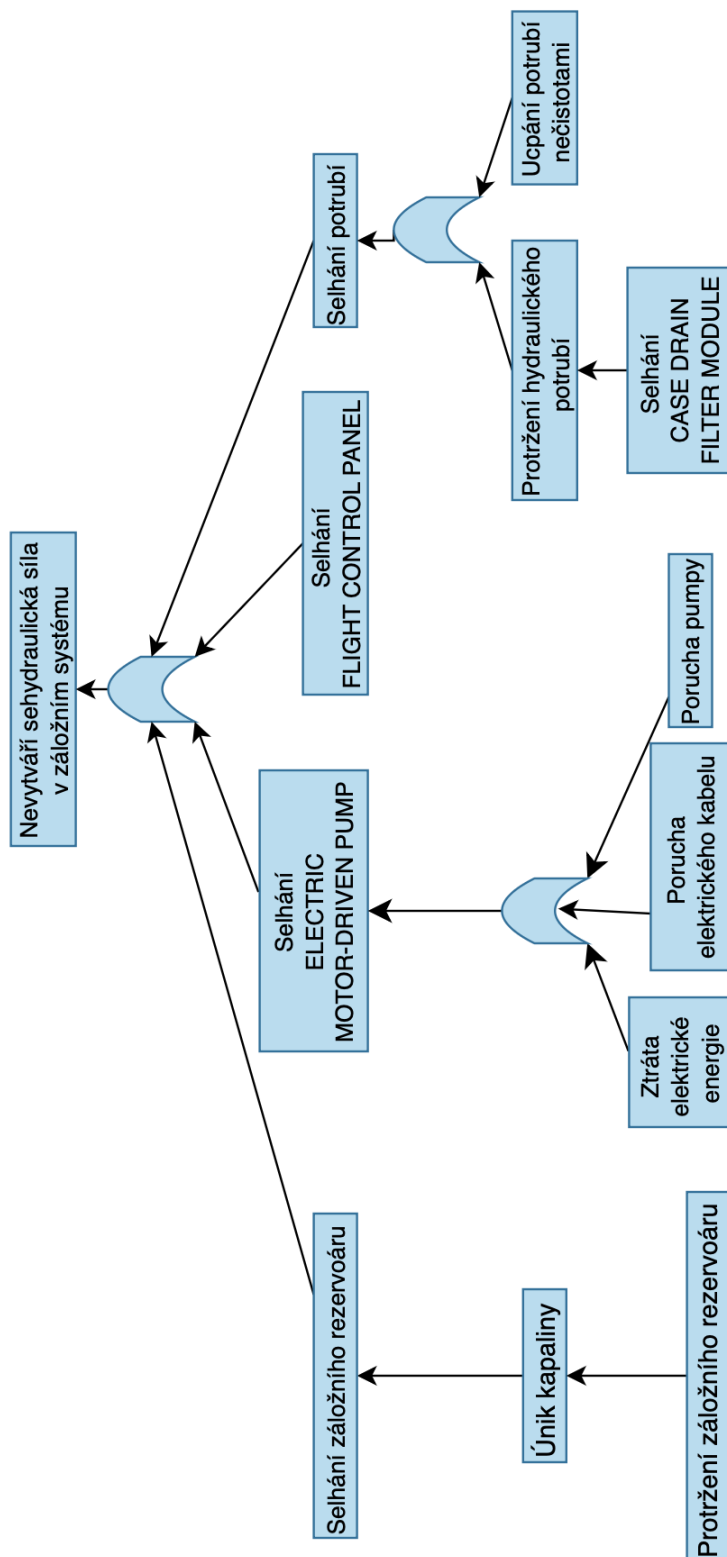 Nevytváří sehydraulická síla
v záložním systému
Selhání záložního rezervoáru
Selhání
ELECTRIC
MOTOR-DRIVEN PUMP
Selhání
FLIGHT CONTROL PANEL
Selhání potrubí
Únik kapaliny
Protržení hydraulického
potrubí
Ucpání potrubí
nečistotami
Protržení záložního rezervoáru
Ztráta
elektrické
energie
Porucha
elektrického kabelu
Porucha pumpy
Selhání
CASE DRAIN
FILTER MODULE